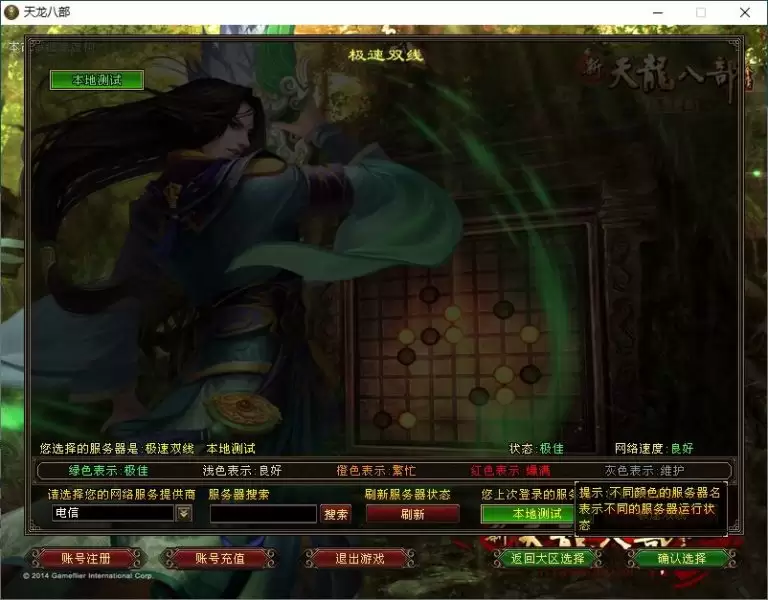 天龙八部
极速双线
本地测试
新天龍八部
您选择的服务器是:极速双线 本地测试 状态:极佳 网络速度:良好
绿色表示:极佳 浅色表示:良好 橙色表示:繁忙 红色表示:爆满 灰色表示:维护
请选择您的网络服务提供商 服务器搜索 刷新服务器状态 您上次登录的服务
电信 搜索 刷新 本地测试
提示:不同颜色的服务器名
表示不同的服务器运行状
态
账号注册 账号充值 退出游戏 返回大区选择 确认选择
© 2014 Gameflier International Corp.